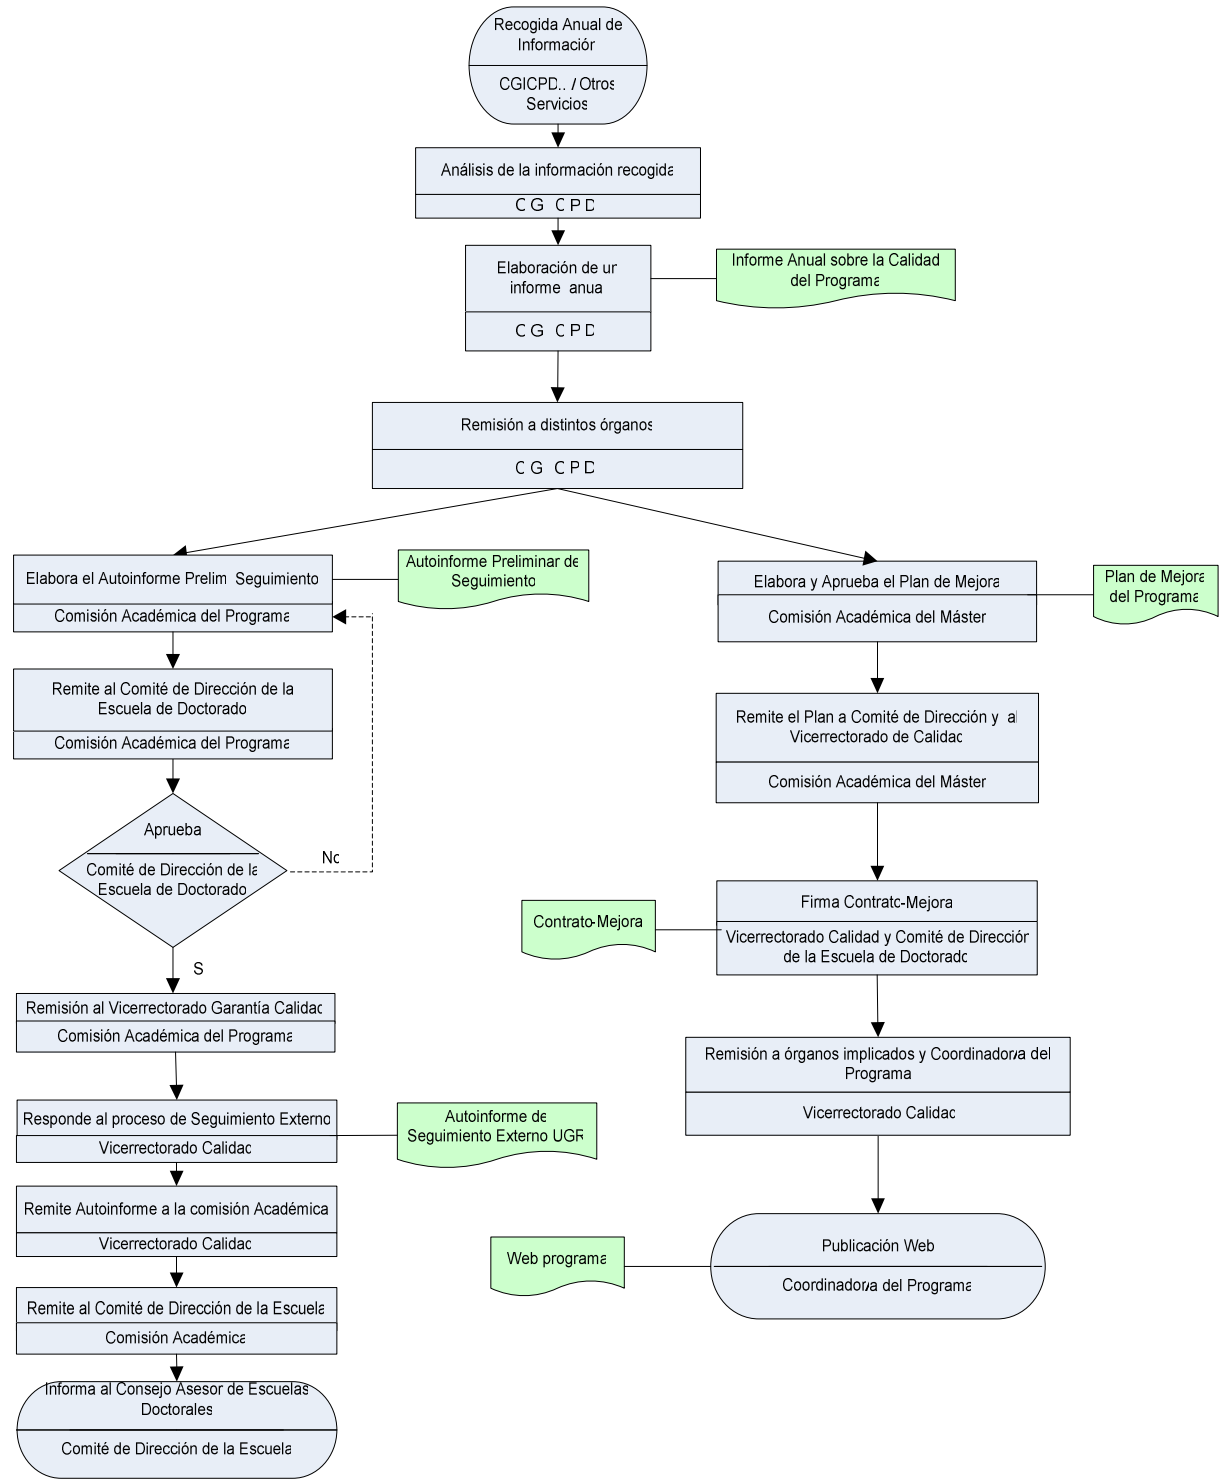 Recogida Anual de
Información
CGICPD.. / Otros
Servicios
Análisis de la información recogida
CG CPD
Elaboración de un
informe anua
CG CPD
Informe Anual sobre la Calidad
del Programa
Remisión a distintos órganos
CG CPD
Elabora el Autoinforme Prelim Seguimiento
Comisión Académica del Programa
Autoinforme Preliminar de
Seguimiento
Elabora y Aprueba el Plan de Mejora
Comisión Académica del Máster
Plan de Mejora
del Programa
Remite al Comité de Dirección de la
Escuela de Doctorado
Comisión Académica del Programa
Remite el Plan a Comité de Dirección y al
Vicerrectorado de Calidad
Comisión Académica del Máster
Aprueba
Comité de Dirección de la
Escuela de Doctorado
No
S
Contrato-Mejora
Firma Contrato-Mejora
Vicerrectorado Calidad y Comité de Dirección
de la Escuela de Doctorado
Remisión al Vicerrectorado Garantía Calidad
Comisión Académica del Programa
Remisión a órganos implicados y Coordinador/a del
Programa
Vicerrectorado Calidad
Responde al proceso de Seguimiento Externo
Vicerrectorado Calidad
Autoinforme de
Seguimiento Externo UGR
Remite Autoinforme a la comisión Académica
Vicerrectorado Calidad
Web programa
Publicación Web
Coordinador/a del Programa
Remite al Comité de Dirección de la Escuela
Comisión Académica
Informa al Consejo Asesor de Escuelas
Doctorales
Comité de Dirección de la Escuela